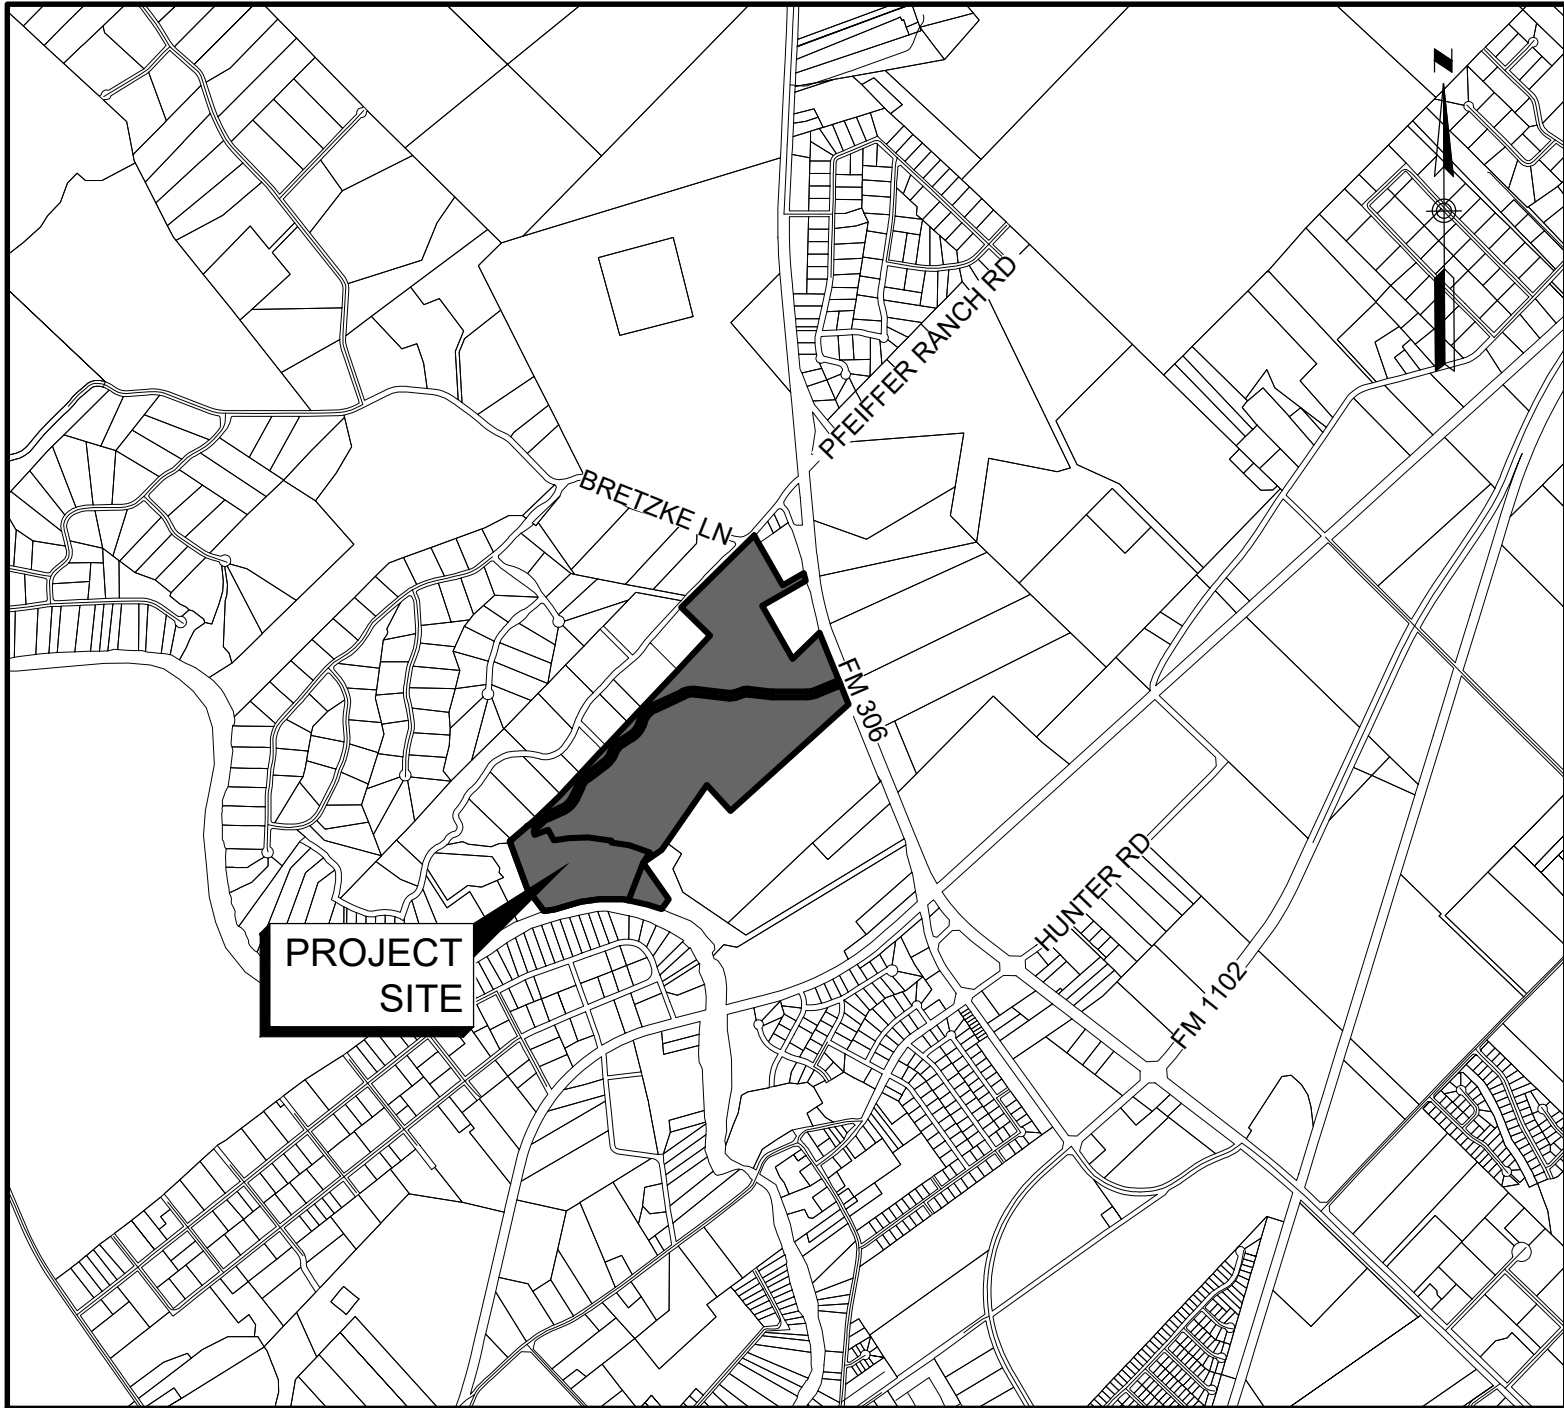 N
PFEIFFER RANCH RD
BRETZKE LN
FM 306
HUNTER RD
PROJECT
SITE
FM 1102